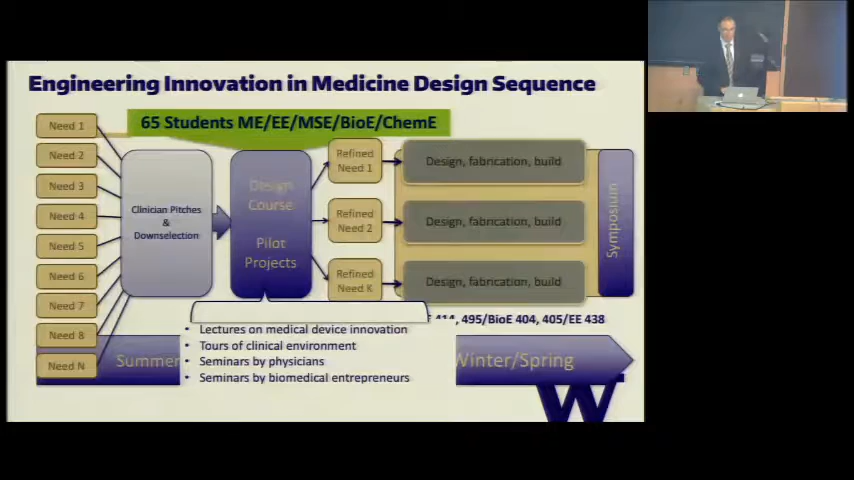 Engineering Innovation in Medicine Design Sequence
65 Students ME/EE/MSE/BioE/ChemE
Need 1
Need 2
Need 3
Need 4
Need 5
Need 6
Need 7
Need 8
Need N
Clinician Pitches
&
Downselection
Design
Course
Pilot
Projects
Refined
Need 1
Refined
Need 2
Refined
Need K
Design, fabrication, build
Design, fabrication, build
Design, fabrication, build
Symposium
414, 495/BioE 404, 405/EE 438
• Lectures on medical device innovation
• Tours of clinical environment
• Seminars by physicians
• Seminars by biomedical entrepreneurs
Summer
Winter/Spring
W